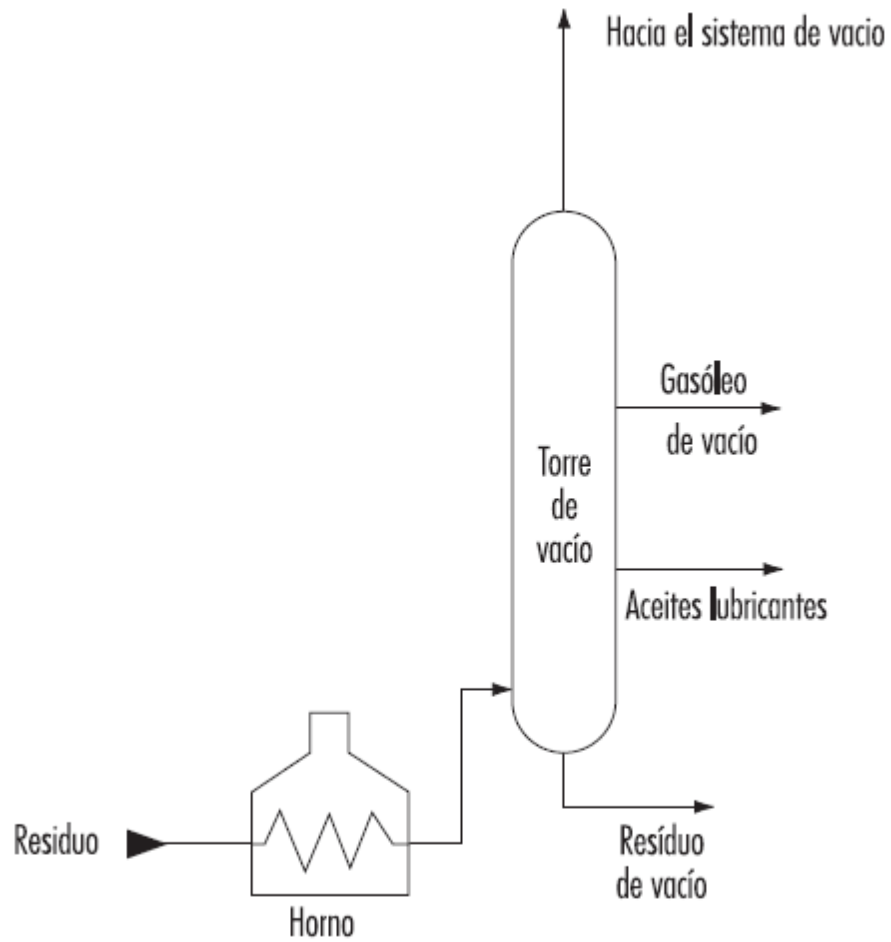 Hacia el sistema de vacio
Gasóleo
de vacío
Torre
de
vacío
Aceites lubricantes
Residuo
Horno
Resíduo
de vacío